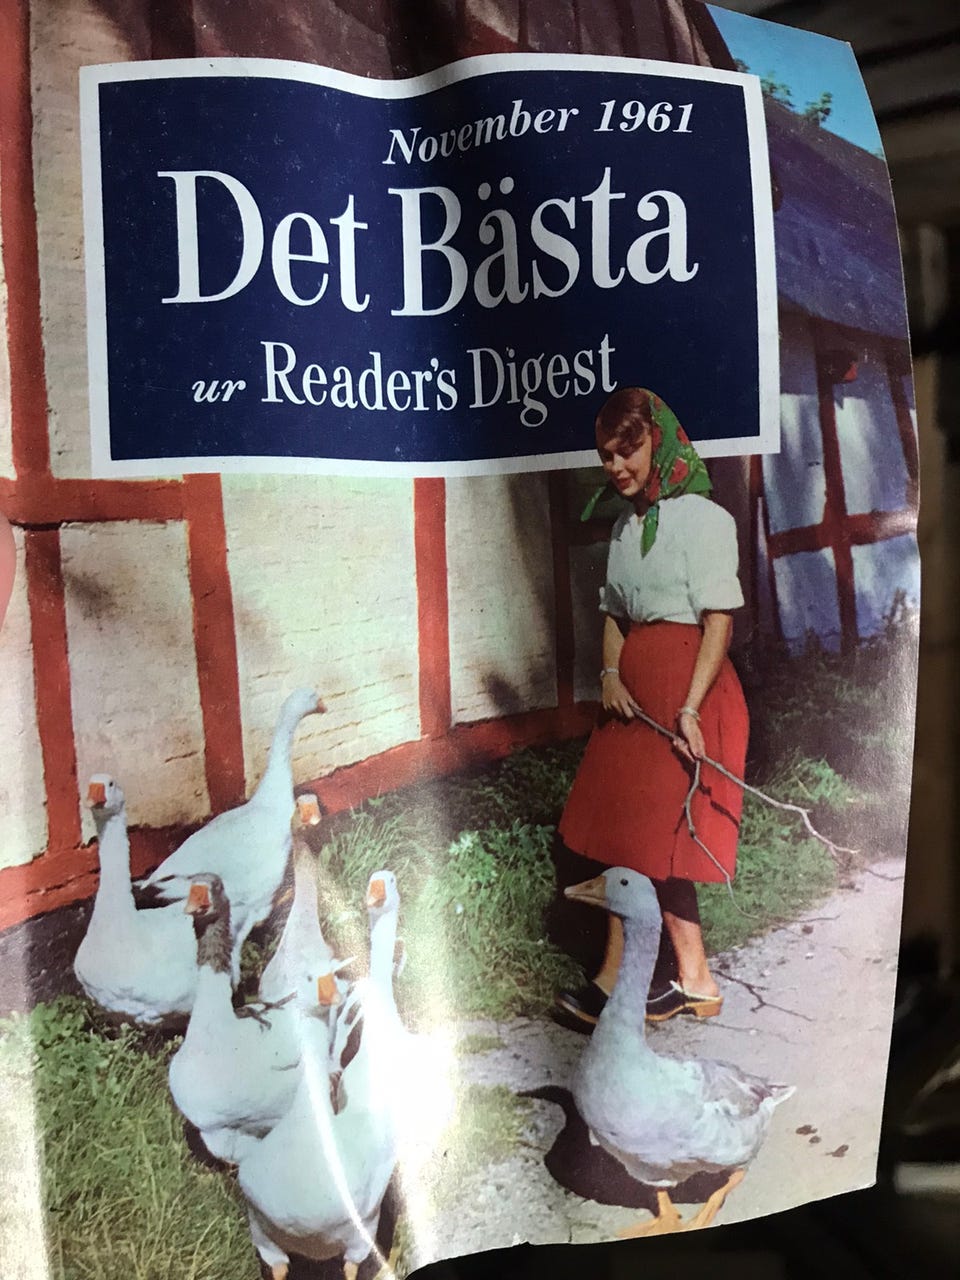 November 1961
Det Bästa
ur Reader's Digest